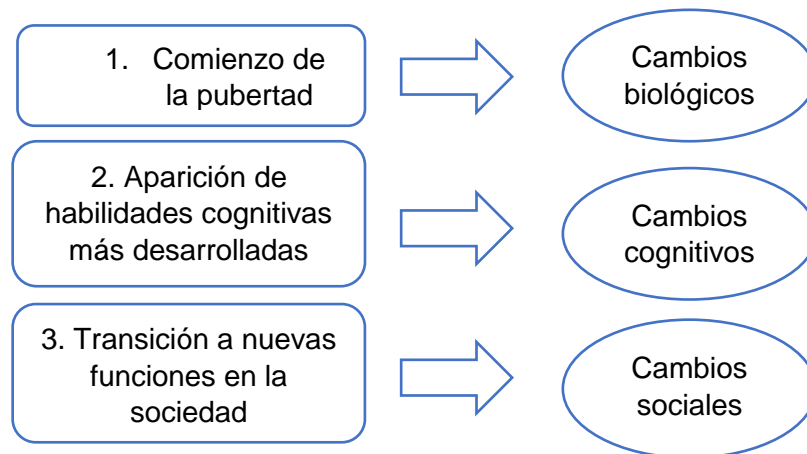 1. Comienzo de
la pubertad
Cambios
biológicos
2. Aparición de
habilidades cognitivas
más desarrolladas
Cambios
cognitivos
3. Transición a nuevas
funciones en la
sociedad
Cambios
sociales